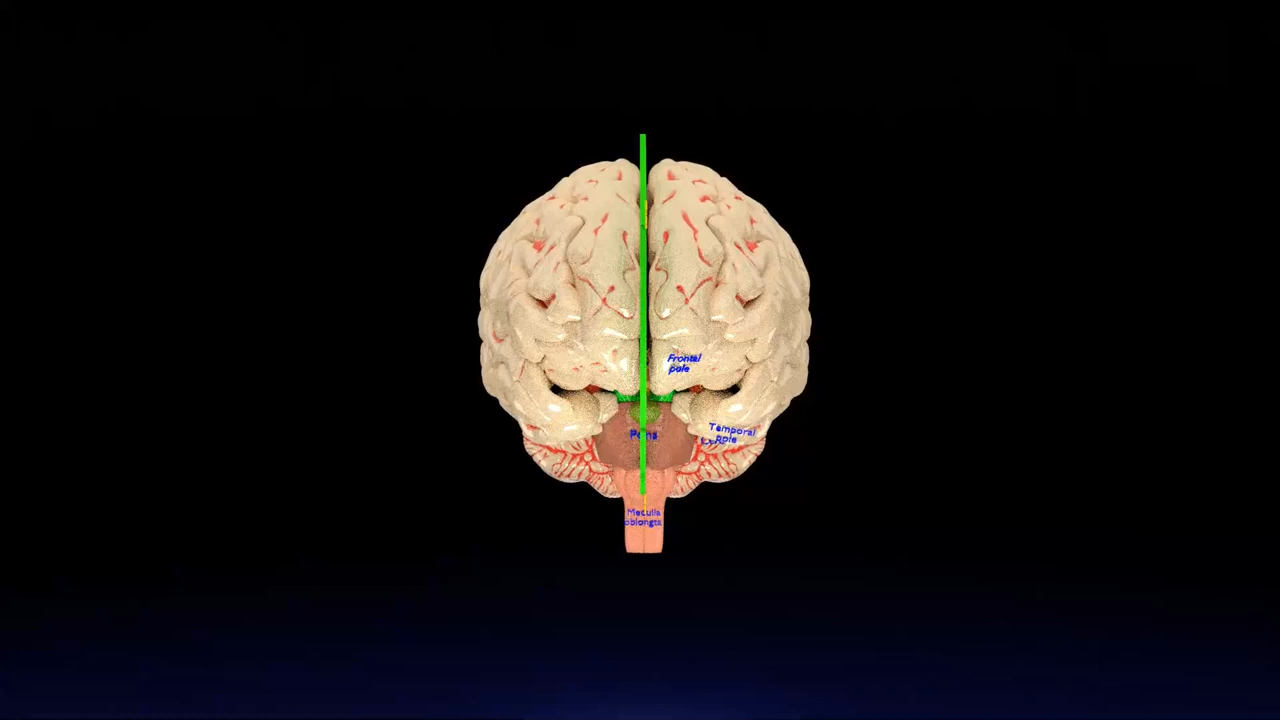 Frontal
pole
Temporal
pole
Pons
Medulla
oblongta